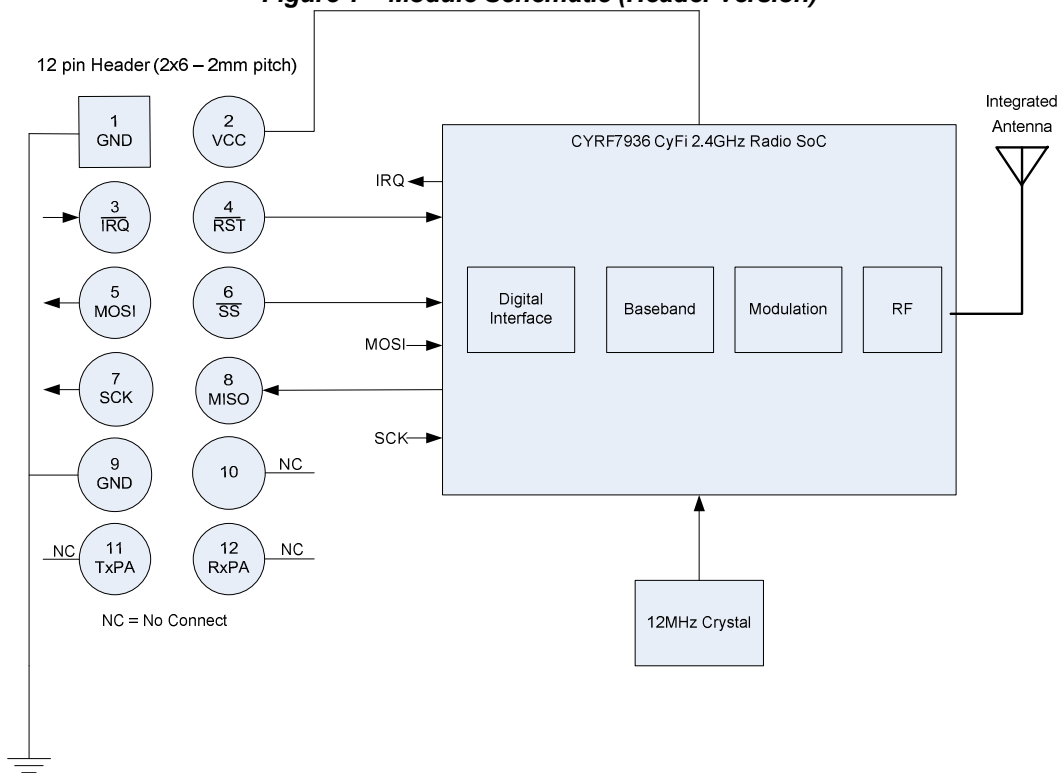 Figure 1 – Module Schematic (Header Version)
12 pin Header (2x6 – 2mm pitch)
1
GND
2
VCC
3
IRQ
4
RST
5
MOSI
6
SS
7
SCK
8
MISO
9
GND
10
NC
NC
11
TxPA
12
RxPA
NC
NC = No Connect
CYRF7936 CyFi 2.4GHz Radio SoC
IRQ
MOSI
SCK
Digital
Interface
Baseband
Modulation
RF
Integrated
Antenna
12MHz Crystal